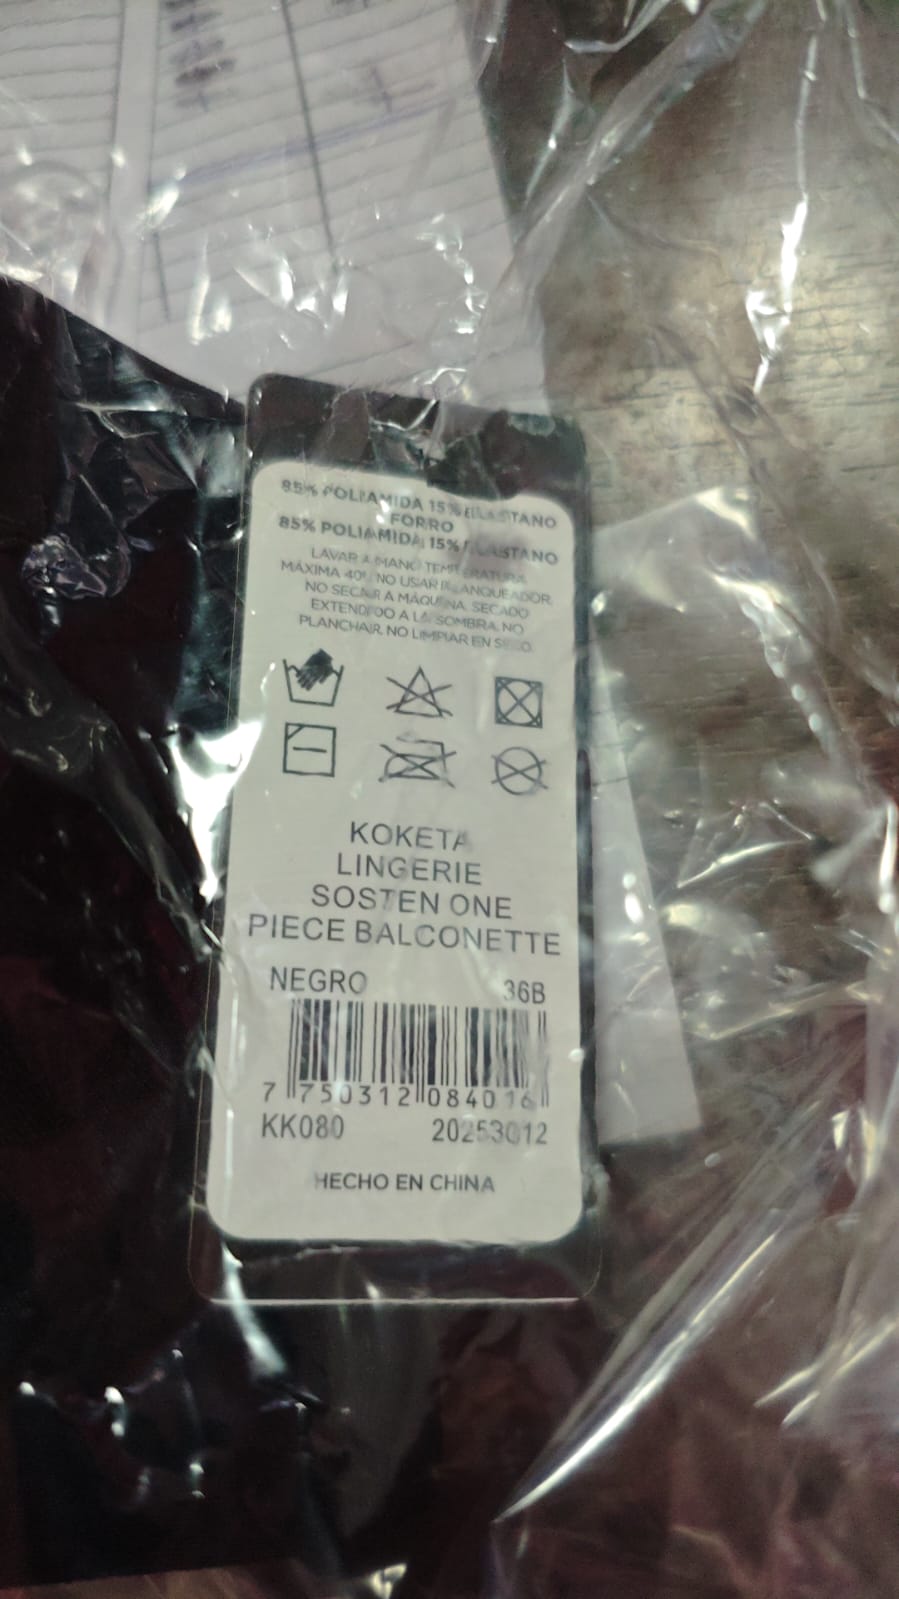 85% POLIAMIDA 15% ELASTANO
FORRO
85% POLIAMIDA 15% ELASTANO
LAVAR A MANO TEMPERATURA
MÁXIMA 40º. NO USAR BLANQUEADOR.
NO SECAR A MÁQUINA. SECADO
EXTENDIDO A LA SOMBRA. NO
PLANCHAR. NO LIMPIAR EN SECO.
KOKETA
LINGERIE
SOSTEN ONE
PIECE BALCONETTE
NEGRO 36B
7 750312 084016
KK080 20253012
HECHO EN CHINA